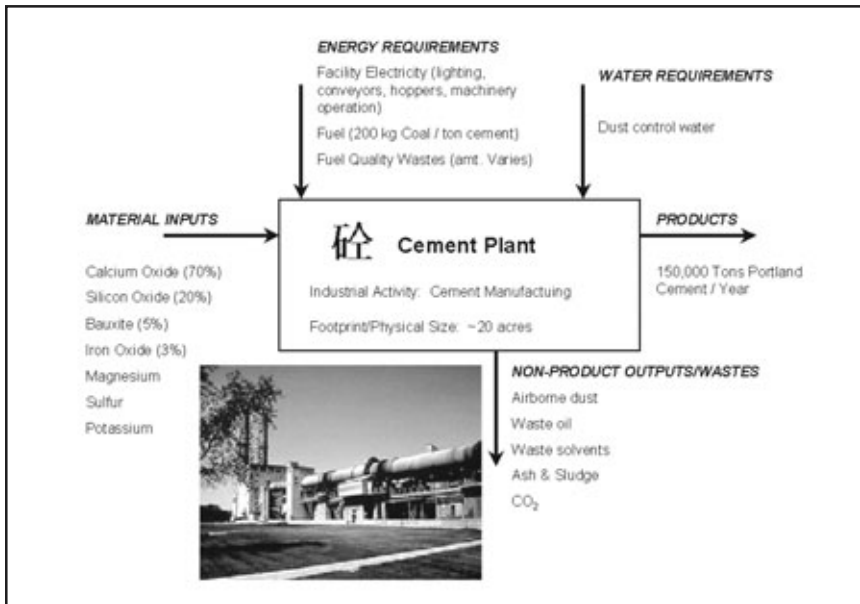 ENERGY REQUIREMENTS
Facility Electricity (lighting,
conveyors, hoppers, machinery
operation)
Fuel (200 kg Coal / ton cement)
Fuel Quality Wastes (amt. Varies)
WATER REQUIREMENTS
Dust control water
MATERIAL INPUTS
Calcium Oxide (70%)
Silicon Oxide (20%)
Bauxite (5%)
Iron Oxide (3%)
Magnesium
Sulfur
Potassium
砼 Cement Plant
Industrial Activity: Cement Manufactuing
Footprint/Physical Size: ~20 acres
PRODUCTS
150,000 Tons Portland
Cement / Year
NON-PRODUCT OUTPUTS/WASTES
Airborne dust
Waste oil
Waste solvents
Ash & Sludge
CO₂